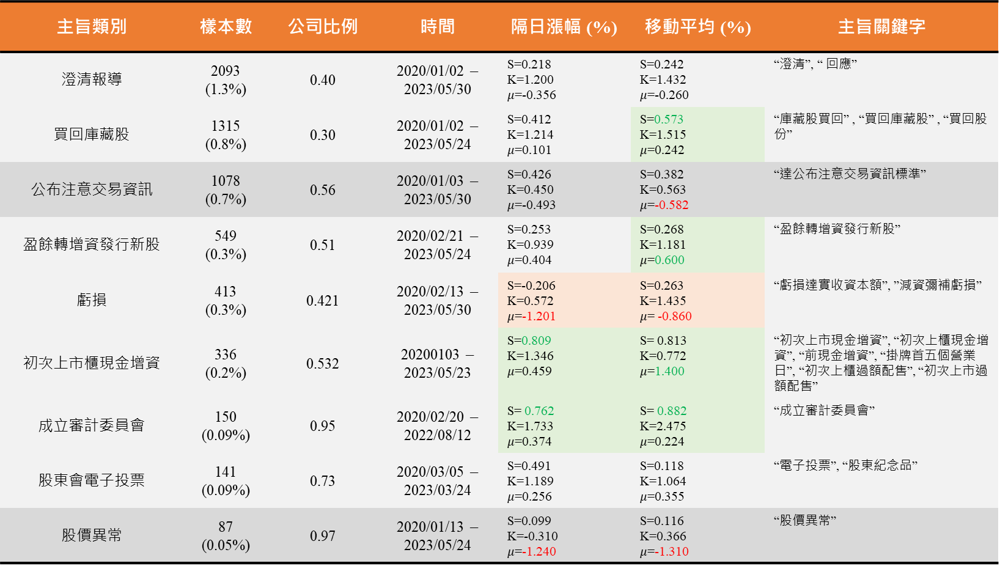 主旨類別 樣本數 公司比例 時間 隔日漲幅 (%) 移動平均 (%) 主旨關鍵字
澄清報導
2093
(1.3%)
0.40
2020/01/02 –
2023/05/30
S=0.218
K=1.200
μ=-0.356
S=0.242
K=1.432
μ=-0.260
“澄清”, “ 回應”
買回庫藏股
1315
(0.8%)
0.30
2020/01/02 –
2023/05/24
S=0.412
K=1.214
μ=0.101
S=0.573
K=1.515
μ=0.242
“庫藏股買回” , “買回庫藏股” , “買回股
份”
公布注意交易資訊
1078
(0.7%)
0.56
2020/01/03 –
2023/05/30
S=0.426
K=0.450
μ=-0.493
S=0.382
K=0.563
μ=-0.582
“達公布注意交易資訊標準”
盈餘轉增資發行新股
549
(0.3%)
0.51
2020/02/21 –
2023/05/24
S=0.253
K=0.939
μ=0.404
S=0.268
K=1.181
μ=0.600
“盈餘轉增資發行新股”
虧損
413
(0.3%)
0.421
2020/02/13 –
2023/05/30
S=-0.206
K=0.572
μ=-1.201
S=0.263
K=1.435
μ= -0.860
“虧損達實收資本額”, ”減資彌補虧損”
初次上市櫃現金增資
336
(0.2%)
0.532
20200103 –
2023/05/23
S=0.809
K=1.346
μ=0.459
S= 0.813
K=0.772
μ=1.400
“初次上市現金增資”, “初次上櫃現金增
資”, “前現金增資”, “掛牌首五個營業
日”, “初次上櫃過額配售”, “初次上市過
額配售”
成立審計委員會
150
(0.09%)
0.95
2020/02/20 –
2022/08/12
S= 0.762
K=1.733
μ=0.374
S= 0.882
K=2.475
μ=0.224
“成立審計委員會”
股東會電子投票
141
(0.09%)
0.73
2020/03/05 –
2023/03/24
S=0.491
K=1.189
μ=0.256
S=0.118
K=1.064
μ=0.355
“電子投票”, “股東紀念品”
股價異常
87
(0.05%)
0.97
2020/01/13 –
2023/05/24
S=0.099
K=-0.310
μ=-1.240
S=0.116
K=0.366
μ=-1.310
“股價異常”